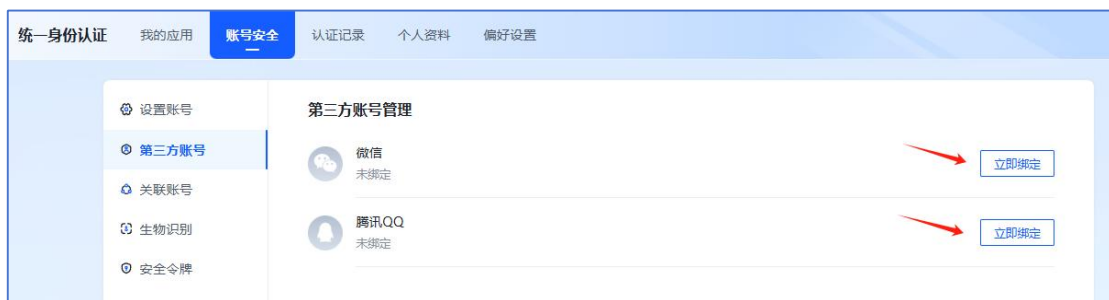 统一身份认证 我的应用 账号安全 认证记录 个人资料 偏好设置
设置账号
第三方账号
关联账号
生物识别
安全令牌
第三方账号管理
微信
未绑定
立即绑定
腾讯QQ
未绑定
立即绑定